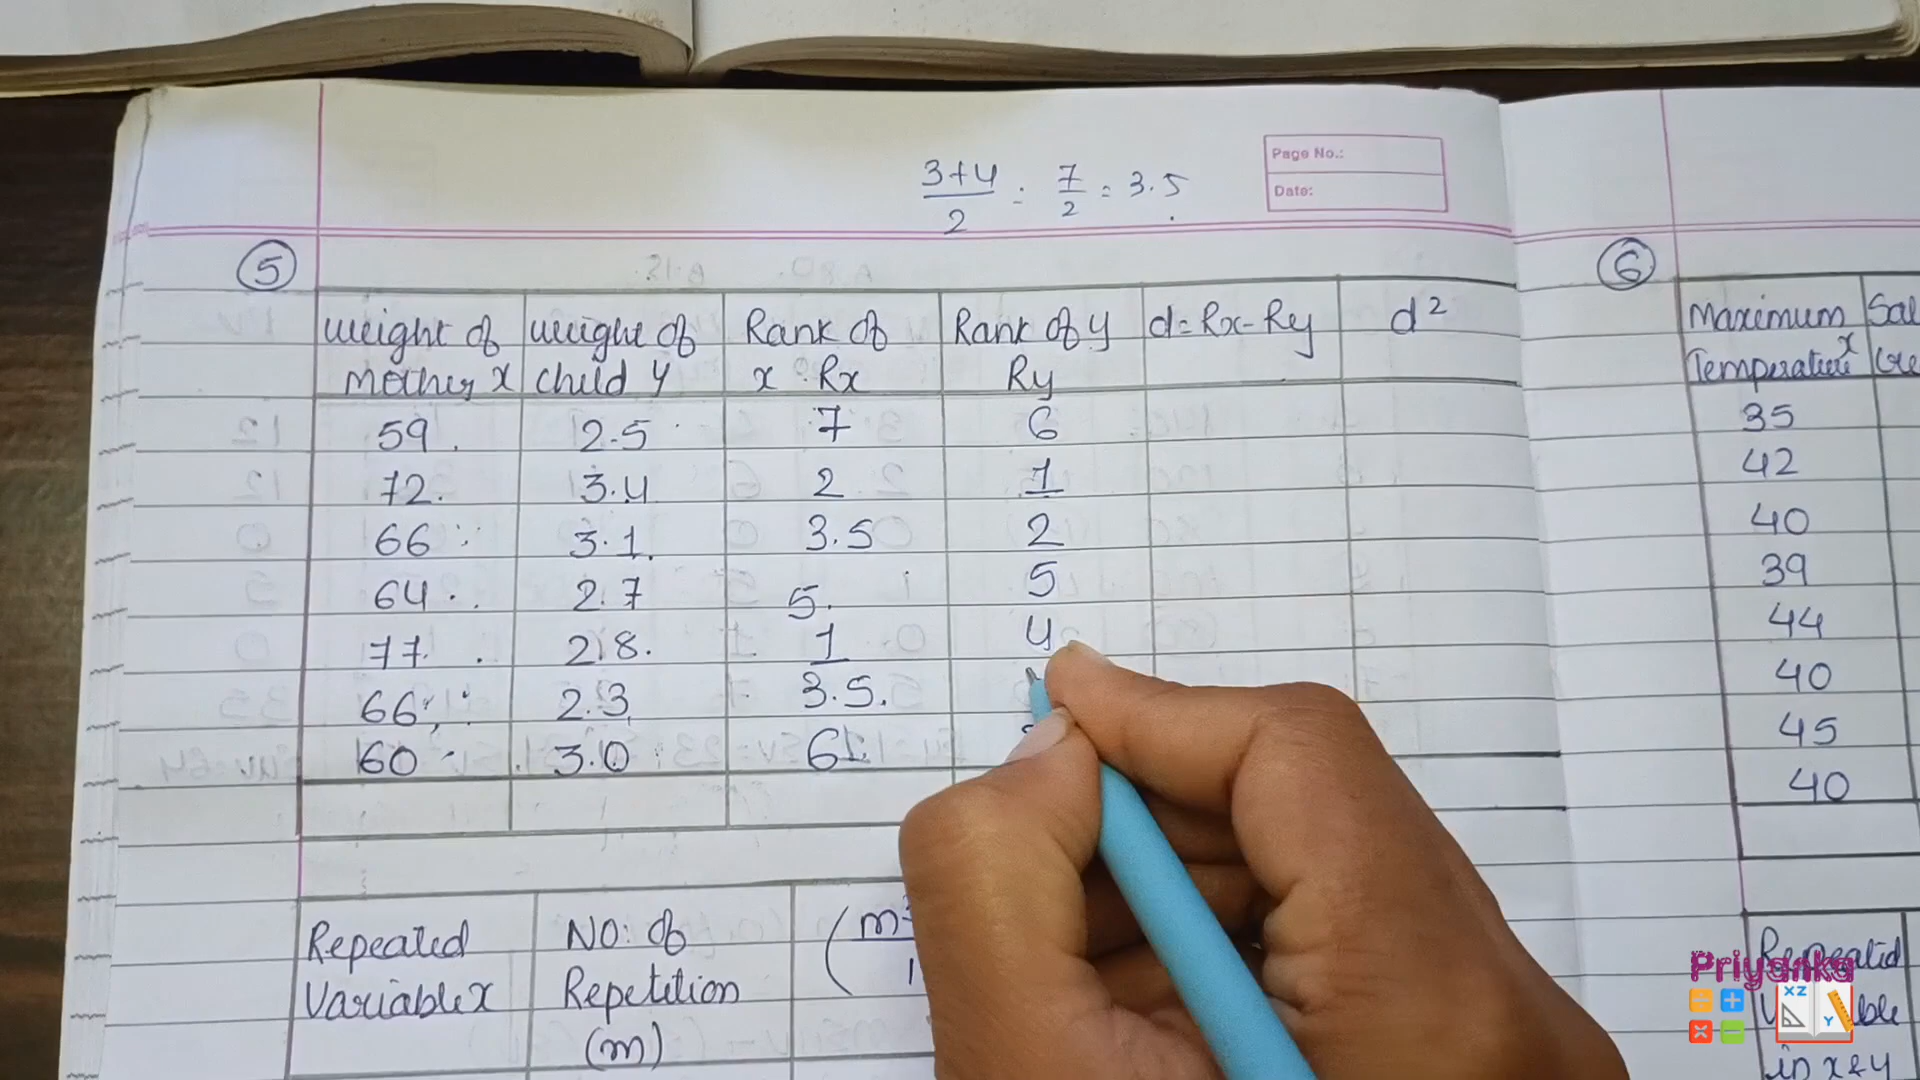 3+4/2 = 7/2 = 3.5
Page No.:
Date:
5
Weight of mother x | Weight of child y | Rank of x Rx | Rank of y Ry | d=Rx-Ry | d²
59 | 2.5 | 7 | 6
72 | 3.4 | 2 | 1
66 | 3.1 | 3.5 | 2
64 | 2.7 | 5 | 5
77 | 2.8 | 1 | 4
66 | 2.3 | 3.5
60 | 3.0 | 6
Repeated Variable x | NO: of Repetition (m)
6
Maximum Temperature x
35
42
40
39
44
40
45
40
Repeated
in x & y
Priyanka
XZ
Y